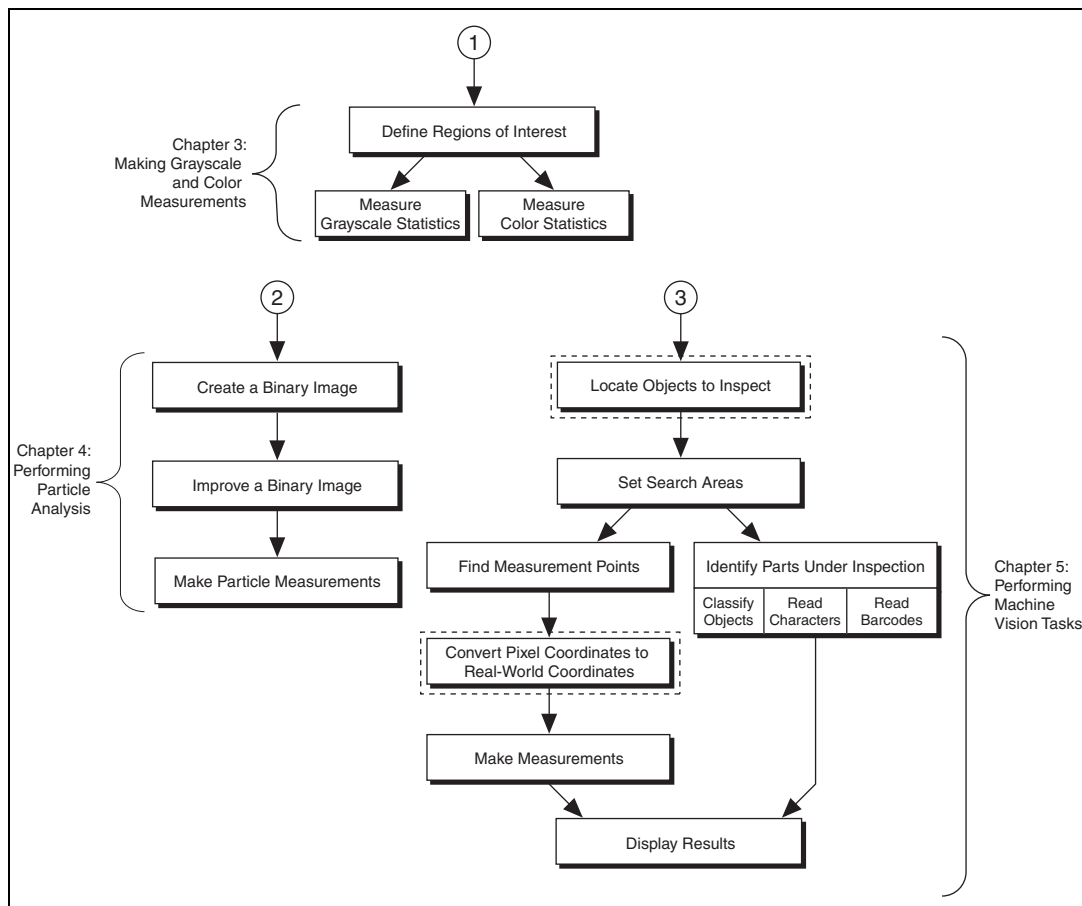 1
Define Regions of Interest
Chapter 3:
Making Grayscale
and Color
Measurements
Measure
Grayscale Statistics
Measure
Color Statistics
2
Create a Binary Image
Improve a Binary Image
Make Particle Measurements
Chapter 4:
Performing
Particle
Analysis
3
Locate Objects to Inspect
Set Search Areas
Find Measurement Points
Identify Parts Under Inspection
Classify
Objects
Read
Characters
Read
Barcodes
Convert Pixel Coordinates to
Real-World Coordinates
Make Measurements
Display Results
Chapter 5:
Performing
Machine
Vision Tasks